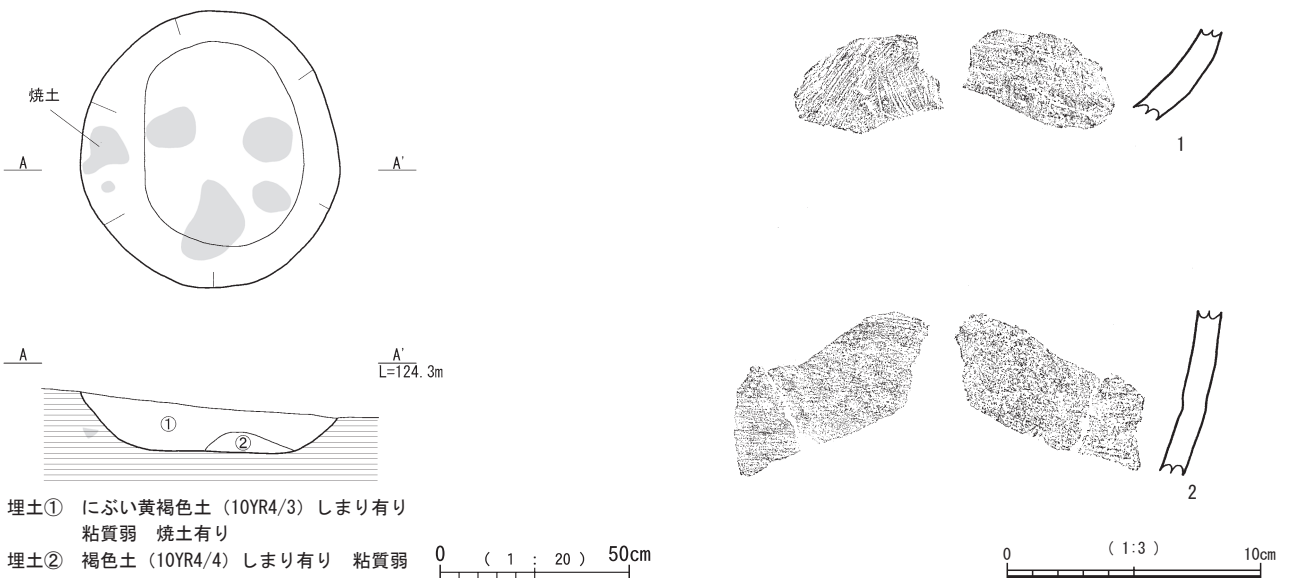 焼土
A
A'
A
A'
L=124.3m
①
②
埋土① にぶい黄褐色土（10YR4/3）しまり有り
粘質弱 焼土有り
埋土② 褐色土（10YR4/4）しまり有り 粘質弱
0 （ 1 : 20 ） 50cm
1
2
0 （ 1:3 ） 10cm